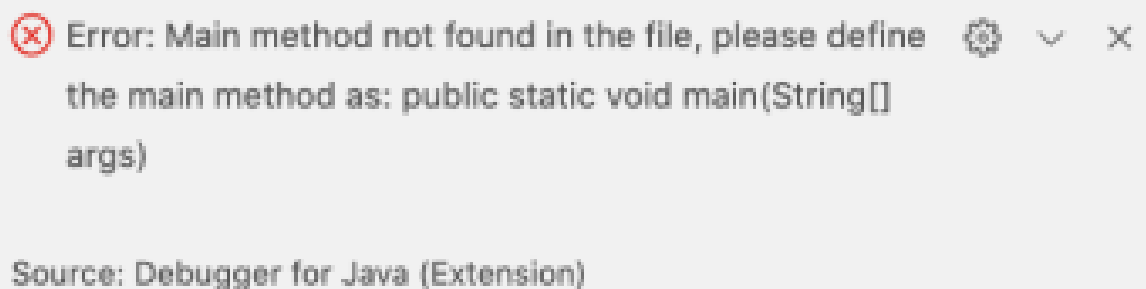 Error: Main method not found in the file, please define
the main method as: public static void main(String[]
args)
Source: Debugger for Java (Extension)